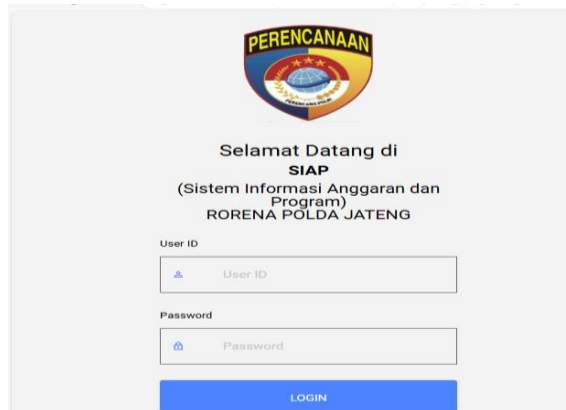 PERENCANAAN
Selamat Datang di
SIAP
(Sistem Informasi Anggaran dan
Program)
RORENA POLDA JATENG
User ID
User ID
Password
Password
LOGIN